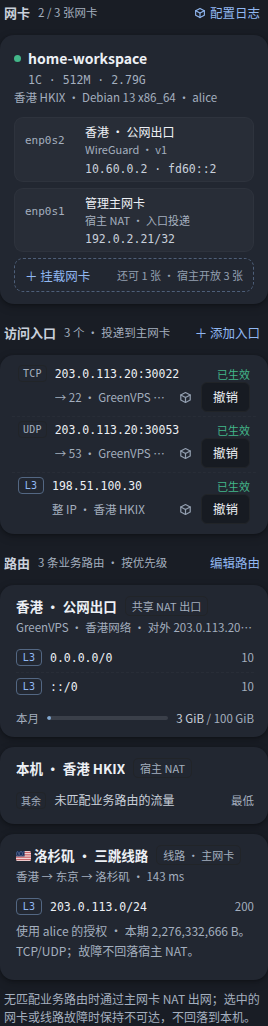 网卡 2 / 3 张网卡 配置日志
home-workspace
1C · 512M · 2.79G
香港 HKIX · Debian 13 x86_64 · alice
enp0s2 香港 · 公网出口
WireGuard · v1
10.60.0.2 · fd60::2
enp0s1 管理主网卡
宿主 NAT · 入口投递
192.0.2.21/32
＋ 挂载网卡 还可 1 张 · 宿主开放 3 张
访问入口 3 个 · 投递到主网卡 ＋ 添加入口
TCP 203.0.113.20:30022 已生效
→ 22 · GreenVPS ··· 撤销
UDP 203.0.113.20:30053 已生效
→ 53 · GreenVPS ··· 撤销
L3 198.51.100.30 已生效
整 IP · 香港 HKIX 撤销
路由 3 条业务路由 · 按优先级 编辑路由
香港 · 公网出口 共享 NAT 出口
GreenVPS · 香港网络 · 对外 203.0.113.20···
L3 0.0.0.0/0 10
L3 ::/0 10
本月 3 GiB / 100 GiB
本机 · 香港 HKIX 宿主 NAT
其余 未匹配业务路由的流量 最低
洛杉矶 · 三跳线路 线路 · 主网卡
香港 → 东京 → 洛杉矶 · 143 ms
L3 203.0.113.0/24 200
使用 alice 的授权 · 本期 2,276,332,666 B。
TCP/UDP；故障不回落宿主 NAT。
无匹配业务路由时通过主网卡 NAT 出网；选中的
网卡或线路故障时保持不可达，不回落到本机。